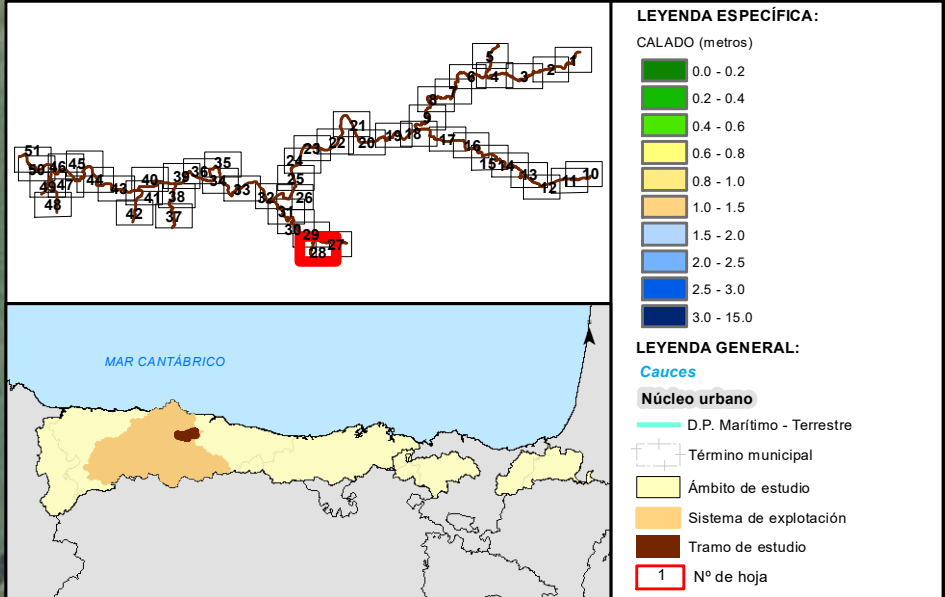 51
50
46
45
49
47
48
44
43
40
41
42
39
38
37
36
35
34
33
32
31
30
29
28
27
26
25
24
23
22
21
20
19
18
9
8
7
6
5
4
3
2
1
17
16
15
14
13
12
11
10
MAR CANTÁBRICO
LEYENDA ESPECÍFICA:
CALADO (metros)
0.0 - 0.2
0.2 - 0.4
0.4 - 0.6
0.6 - 0.8
0.8 - 1.0
1.0 - 1.5
1.5 - 2.0
2.0 - 2.5
2.5 - 3.0
3.0 - 15.0
LEYENDA GENERAL:
Cauces
Núcleo urbano
D.P. Marítimo - Terrestre
Término municipal
Ámbito de estudio
Sistema de explotación
Tramo de estudio
1 Nº de hoja